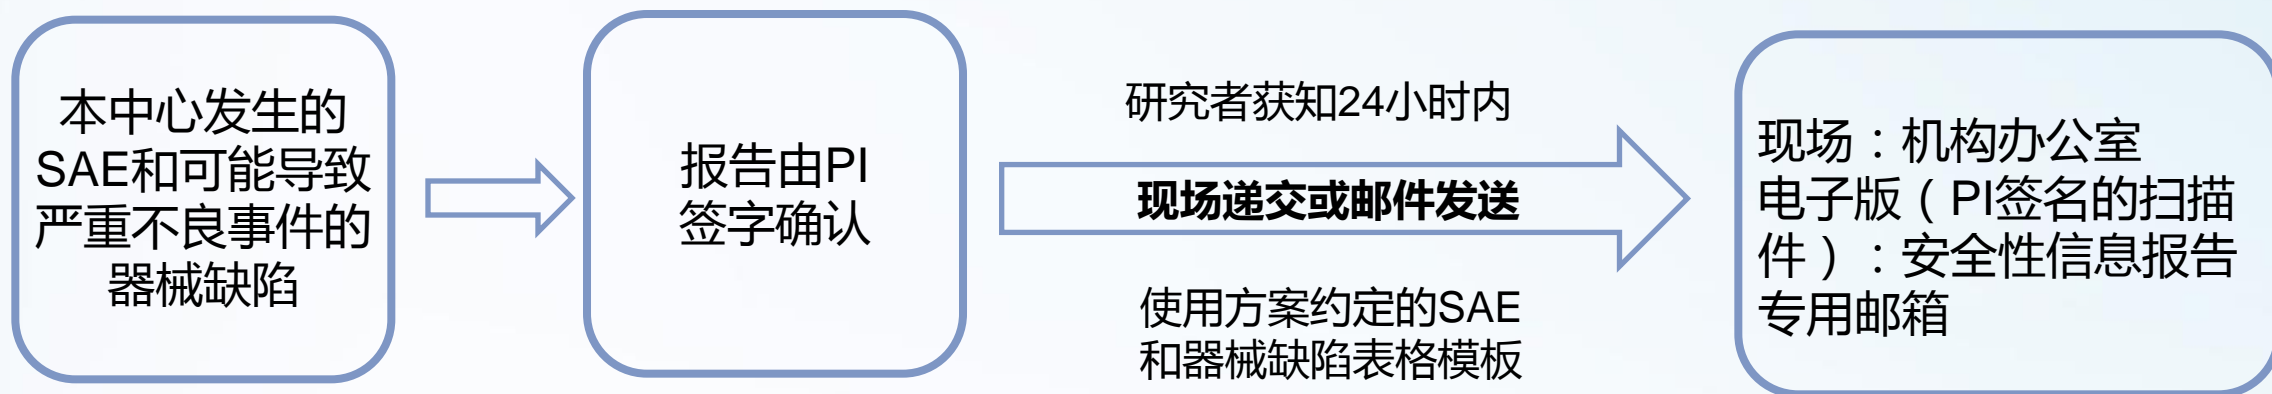 本中心发生的
SAE和可能导致
严重不良事件的
器械缺陷
报告由PI
签字确认
研究者获知24小时内
现场递交或邮件发送
使用方案约定的SAE
和器械缺陷表格模板
现场：机构办公室
电子版（PI签名的扫描
件）：安全性信息报告
专用邮箱